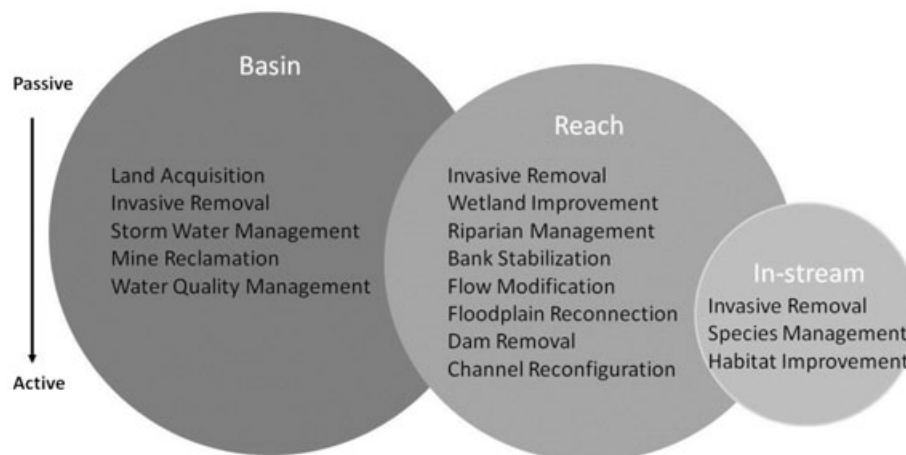 Passive
Active
Basin
Land Acquisition
Invasive Removal
Storm Water Management
Mine Reclamation
Water Quality Management
Reach
Invasive Removal
Wetland Improvement
Riparian Management
Bank Stabilization
Flow Modification
Floodplain Reconnection
Dam Removal
Channel Reconfiguration
In-stream
Invasive Removal
Species Management
Habitat Improvement